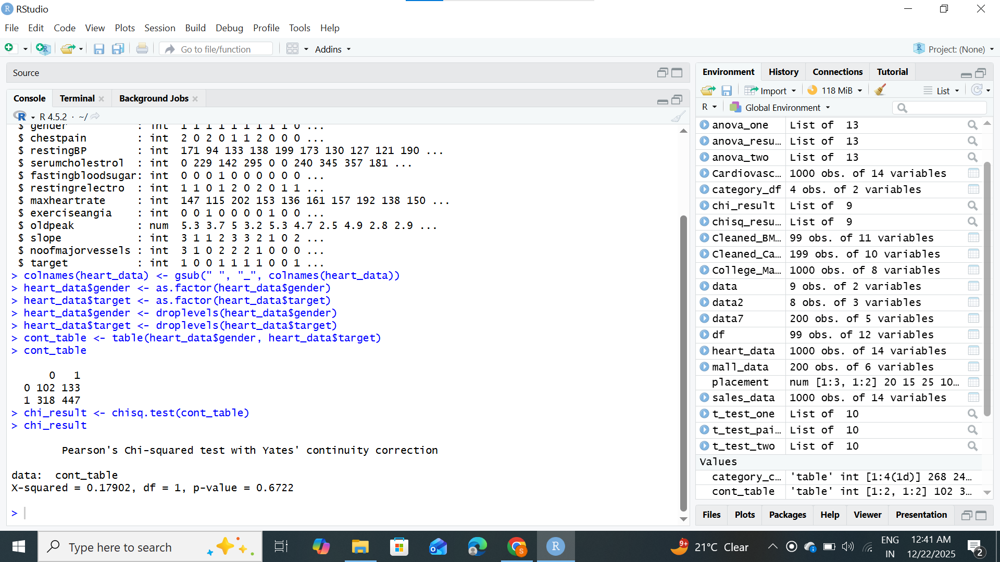 RStudio
File Edit Code View Plots Session Build Debug Profile Tools Help
Go to file/function Addins Project: (None)
Source
Console Terminal Background Jobs
R 4.5.2 · ~/
$ gender : int 1 1 1 1 1 1 1 1 1 0 ...
$ chestpain : int 2 0 2 0 1 1 2 0 0 0 ...
$ restingBP : int 171 94 133 138 199 173 130 127 121 190 ...
$ serumcholestrol : int 0 229 142 295 0 0 240 345 357 181 ...
$ fastingbloodsugar: int 0 0 0 1 0 0 0 0 0 0 ...
$ restingrelectro : int 1 1 0 1 2 0 2 0 1 1 ...
$ maxheartrate : int 147 115 202 153 136 161 157 192 138 150 ...
$ exerciseangia : int 0 0 1 0 0 0 0 1 0 0 ...
$ oldpeak : num 5.3 3.7 5 3.2 5.3 4.7 2.5 4.9 2.8 2.9 ...
$ slope : int 3 1 1 2 3 3 2 1 0 2 ...
$ noofmajorvessels : int 3 1 0 2 2 2 1 0 0 0 ...
$ target : int 1 0 0 1 1 1 1 0 0 1 ...
> colnames(heart_data) <- gsub(" ", "_", colnames(heart_data))
> heart_data$gender <- as.factor(heart_data$gender)
> heart_data$target <- as.factor(heart_data$target)
> heart_data$gender <- droplevels(heart_data$gender)
> heart_data$target <- droplevels(heart_data$target)
> cont_table <- table(heart_data$gender, heart_data$target)
> cont_table
0 1
0 102 133
1 318 447
> chi_result <- chisq.test(cont_table)
> chi_result
Pearson's Chi-squared test with Yates' continuity correction
data: cont_table
X-squared = 0.17902, df = 1, p-value = 0.6722
>
Environment History Connections Tutorial
Import 118 MiB List
R Global Environment
anova_one List of 13
anova_resu... List of 13
anova_two List of 13
Cardiovasc... 1000 obs. of 14 variables
category_df 4 obs. of 2 variables
chi_result List of 9
chisq_resu... List of 9
Cleaned_BM... 99 obs. of 11 variables
Cleaned_Ca... 199 obs. of 10 variables
College_Ma... 1000 obs. of 8 variables
data 9 obs. of 2 variables
data2 8 obs. of 3 variables
data7 200 obs. of 5 variables
df 99 obs. of 12 variables
heart_data 1000 obs. of 14 variables
mall_data 200 obs. of 6 variables
placement num [1:3, 1:2] 20 15 25 10...
sales_data 1000 obs. of 14 variables
t_test_one List of 10
t_test_pai... List of 10
t_test_two List of 10
Values
category_c... 'table' int [1:4(1d)] 268 24...
cont_table 'table' int [1:2, 1:2] 102 3...
Files Plots Packages Help Viewer Presentation
Type here to search
9+ 21°C Clear
ENG
IN
12:41 AM
12/22/2025
2